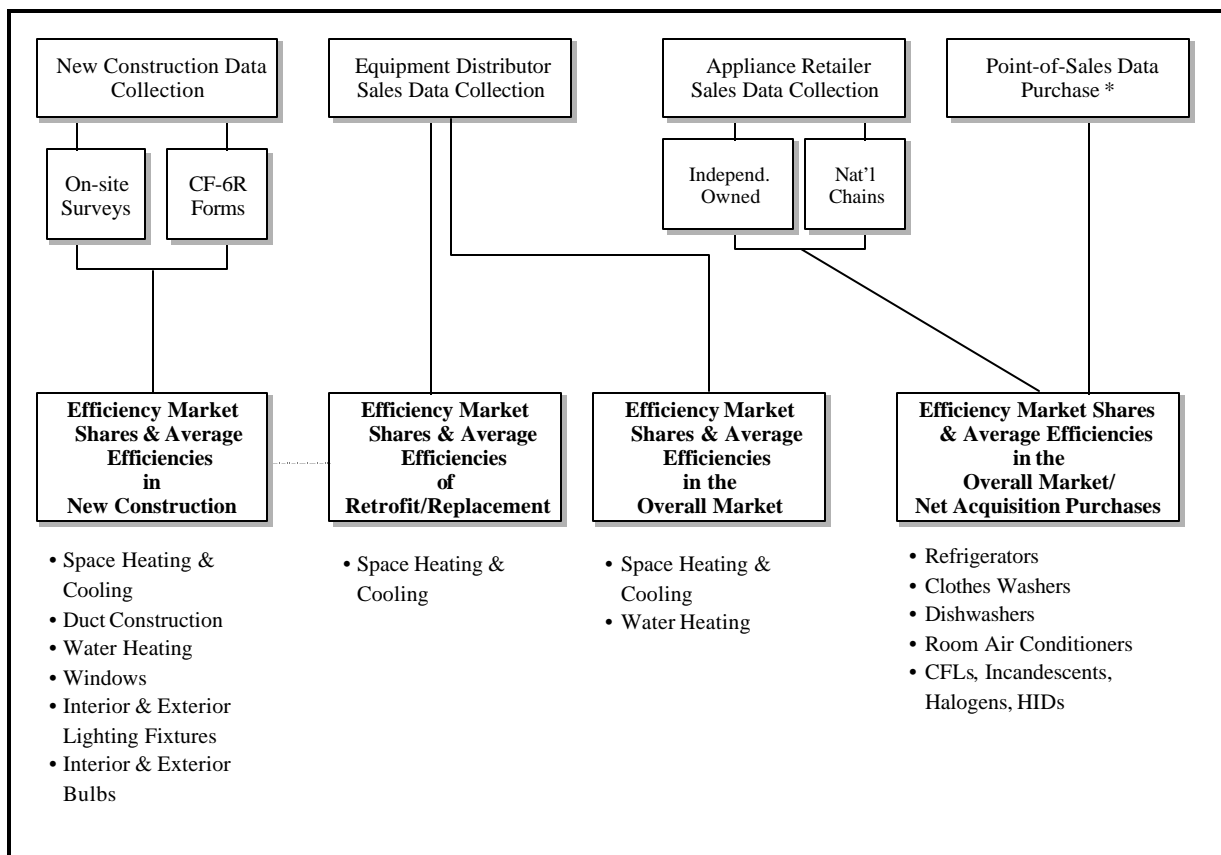 New Construction Data
Collection
Equipment Distributor
Sales Data Collection
Appliance Retailer
Sales Data Collection
Point-of-Sales Data
Purchase *
On-site
Surveys
CF-6R
Forms
Independ.
Owned
Nat'l
Chains
Efficiency Market
Shares & Average
Efficiencies
in
New Construction
Efficiency Market
Shares & Average
Efficiencies
of
Retrofit/Replacement
Efficiency Market
Shares & Average
Efficiencies
in the
Overall Market
Efficiency Market Shares
& Average Efficiencies
in the
Overall Market/
Net Acquisition Purchases
• Space Heating &
Cooling
• Duct Construction
• Water Heating
• Windows
• Interior & Exterior
Lighting Fixtures
• Interior & Exterior
Bulbs
• Space Heating &
Cooling
• Space Heating &
Cooling
• Water Heating
• Refrigerators
• Clothes Washers
• Dishwashers
• Room Air Conditioners
• CFLs, Incandescents,
Halogens, HIDs